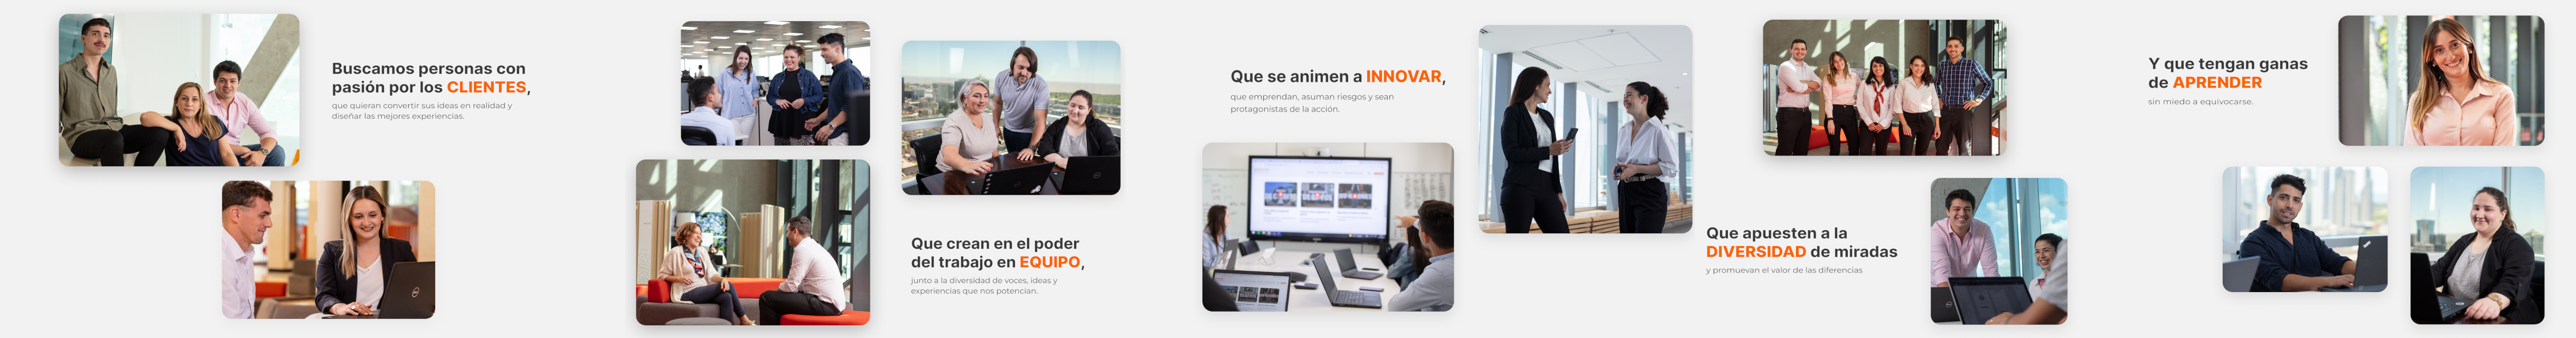 Buscamos personas con
pasión por los CLIENTES,
que quieran convertir sus ideas en realidad y
diseñar las mejores experiencias.
Que crean en el poder
del trabajo en EQUIPO,
junto a la diversidad de voces, ideas y
experiencias que nos potencian.
Que se animen a INNOVAR,
que emprendan, asuman riesgos y sean
protagonistas de la acción.
Que apuesten a la
DIVERSIDAD de miradas
y promuevan el valor de las diferencias
Y que tengan ganas
de APRENDER
sin miedo a equivocarse.